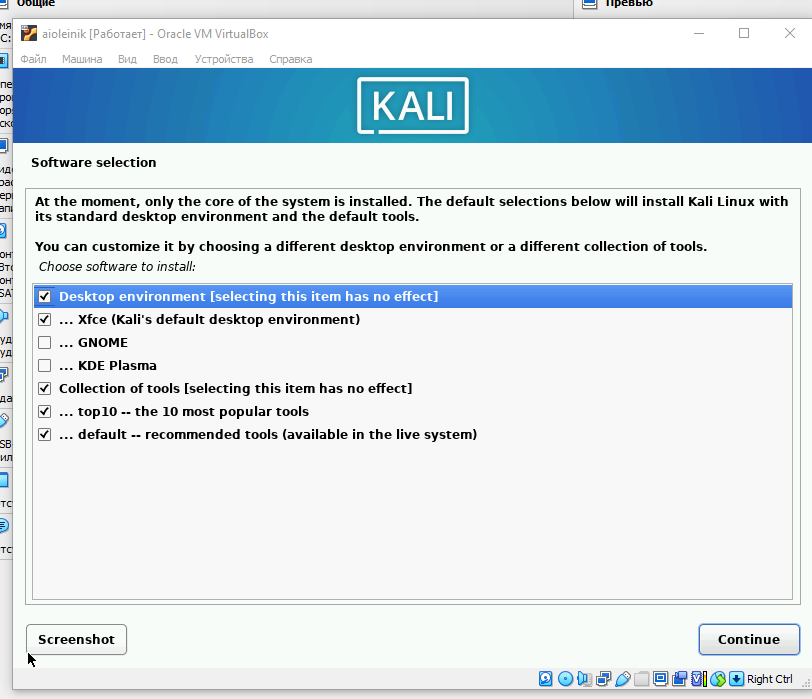 Общие
Превью
aioleinik [Работает] - Oracle VM VirtualBox
Файл Машина Вид Ввод Устройства Справка
KALI
Software selection
At the moment, only the core of the system is installed. The default selections below will install Kali Linux with
its standard desktop environment and the default tools.
You can customize it by choosing a different desktop environment or a different collection of tools.
Choose software to install:
Desktop environment [selecting this item has no effect]
... Xfce (Kali's default desktop environment)
... GNOME
... KDE Plasma
Collection of tools [selecting this item has no effect]
... top10 -- the 10 most popular tools
... default -- recommended tools (available in the live system)
Screenshot
Continue
Right Ctrl